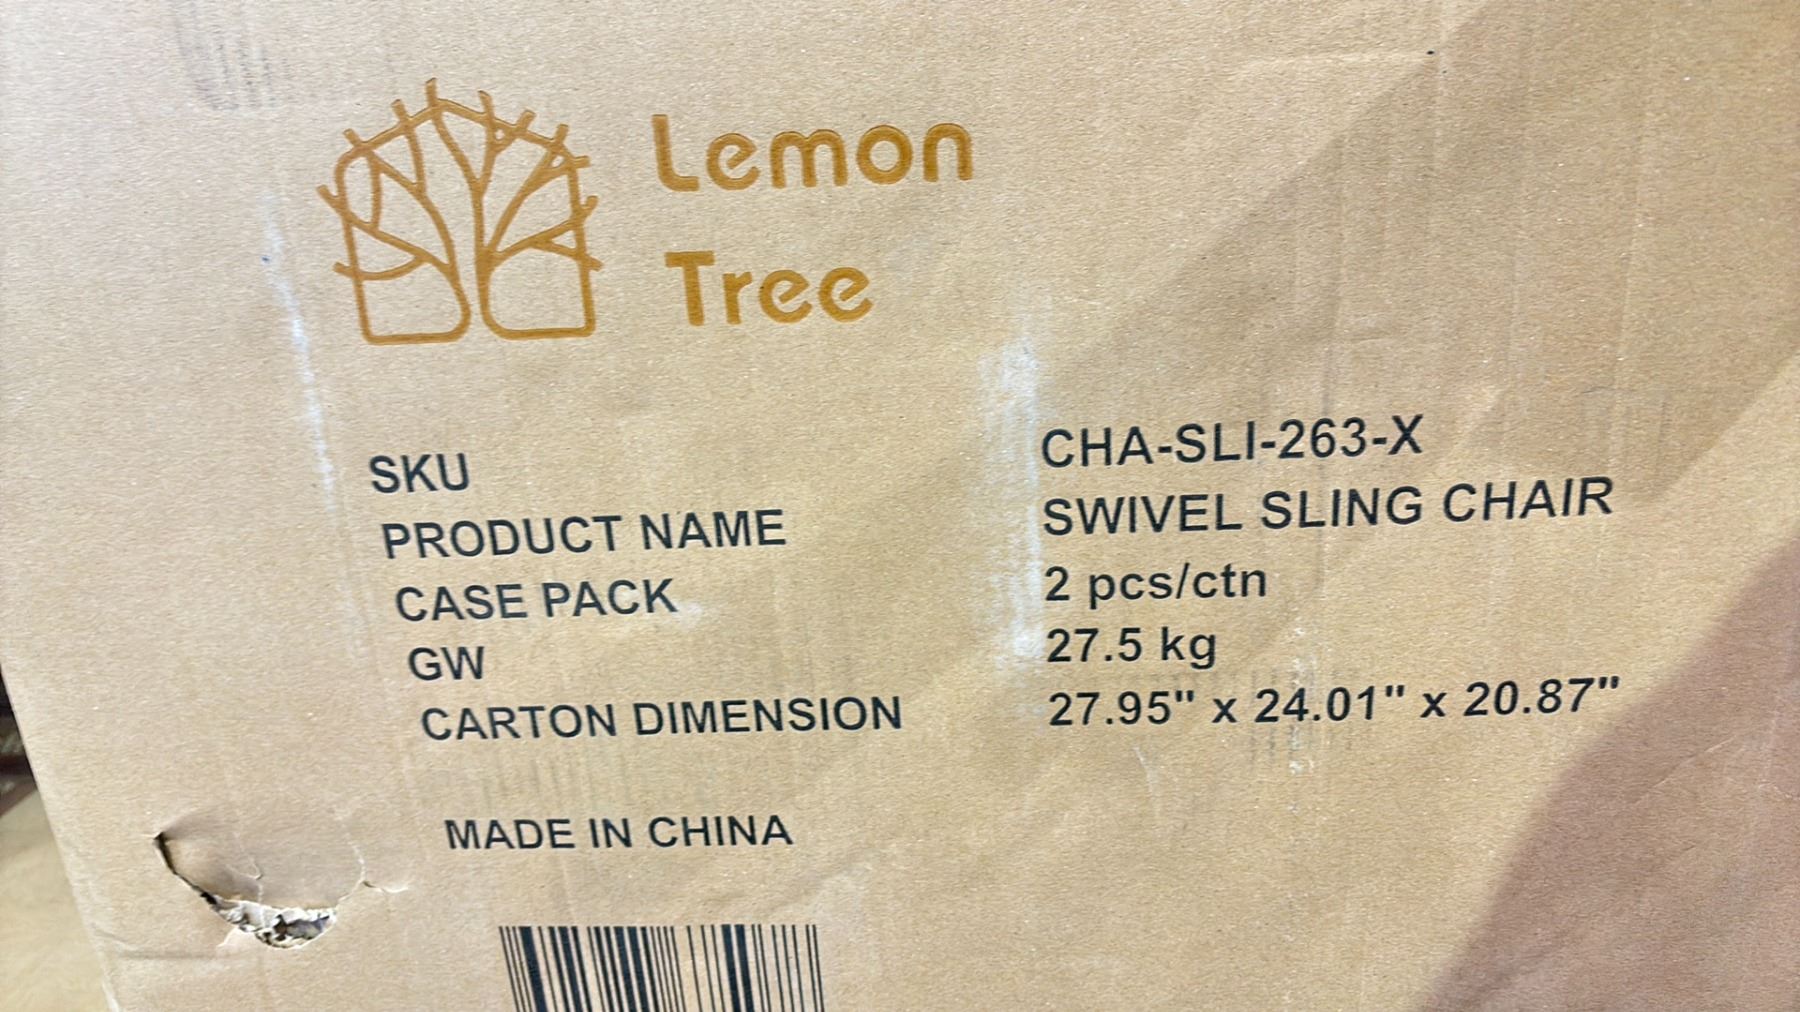 Lemon
Tree
SKU CHA-SLI-263-X
PRODUCT NAME SWIVEL SLING CHAIR
CASE PACK 2 pcs/ctn
GW 27.5 kg
CARTON DIMENSION 27.95" x 24.01" x 20.87"
MADE IN CHINA